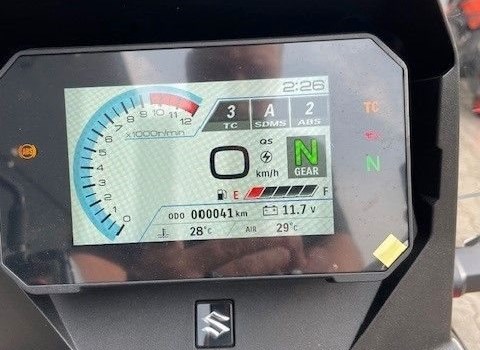 2:26
8 9 10 11 12
7
6
5
4
3
2
1
0
x1000r/min
3 A 2
TC SDMS ABS
TC
QS
0
km/h
N
GEAR
N
E F
ODO 000041 km 11.7 V
28°C AIR 29°C